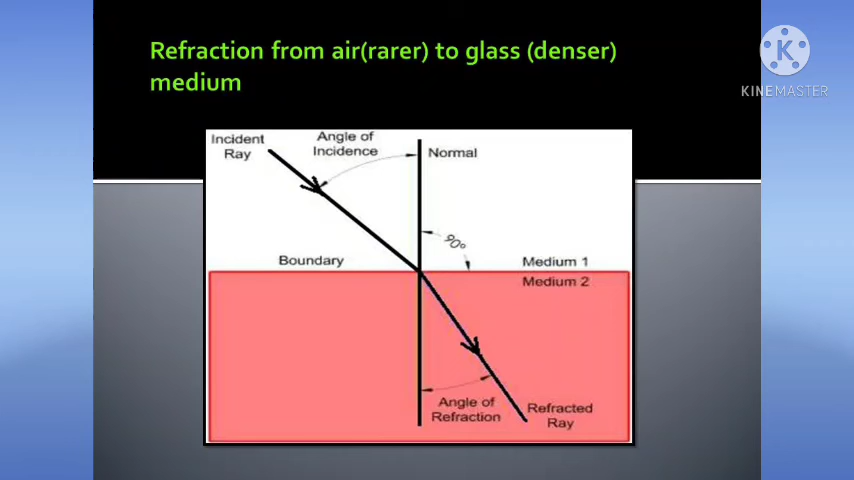 Refraction from air(rarer) to glass (denser)
medium
KINEMASTER
Incident
Ray
Angle of
Incidence
Normal
90°
Boundary
Medium 1
Medium 2
Angle of
Refraction
Refracted
Ray